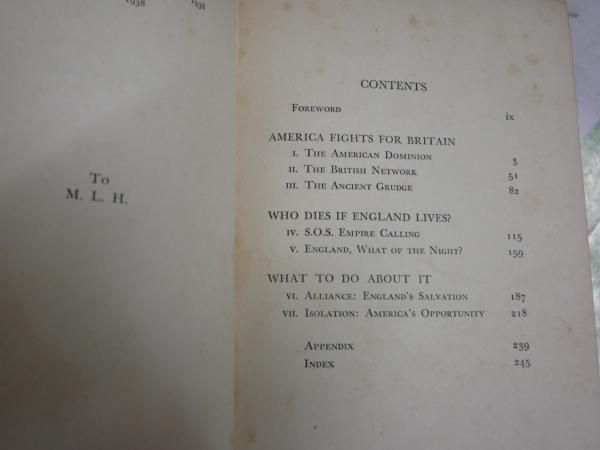 1938
1938
To
M. L. H.
CONTENTS
Foreword ix
AMERICA FIGHTS FOR BRITAIN
I. The American Dominion 3
II. The British Network 51
III. The Ancient Grudge 82
WHO DIES IF ENGLAND LIVES?
IV. S.O.S. Empire Calling 115
V. England, What of the Night? 159
WHAT TO DO ABOUT IT
VI. Alliance: England's Salvation 187
VII. Isolation: America's Opportunity 218
Appendix 239
Index 245